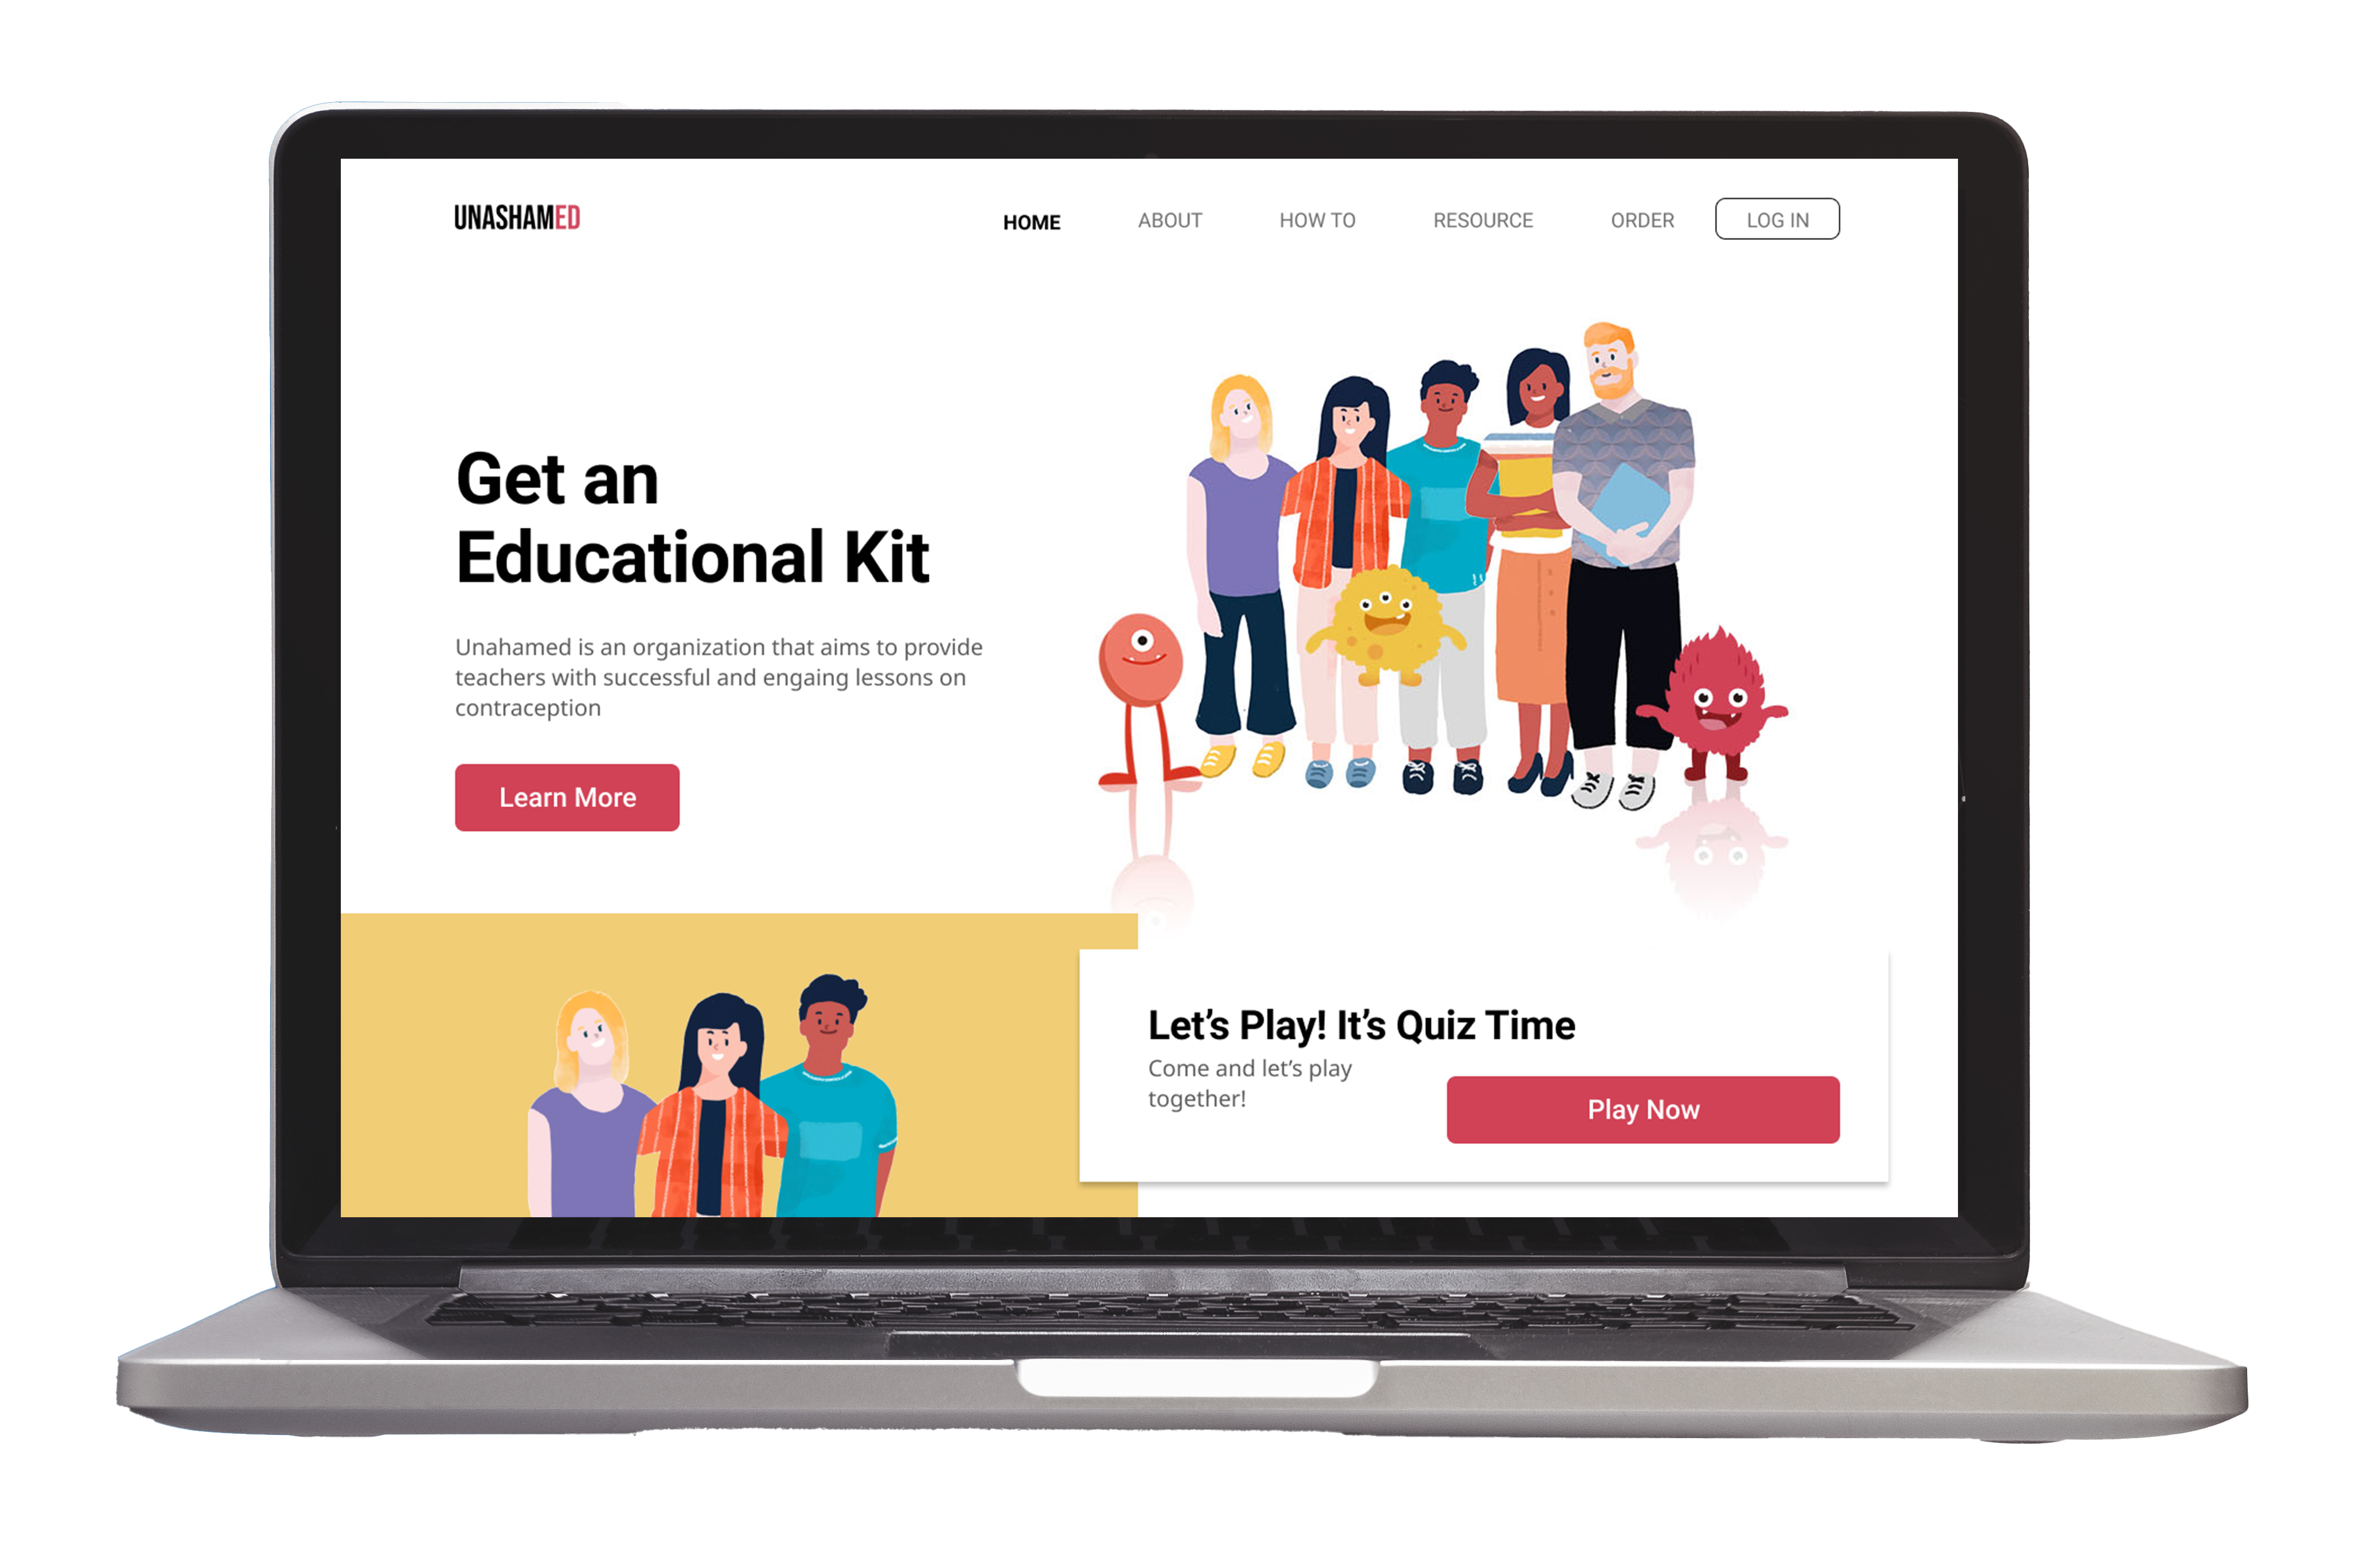 UNASHAMED
HOME ABOUT HOW TO RESOURCE ORDER LOG IN
Get an
Educational Kit
Unahamed is an organization that aims to provide
teachers with successful and engaing lessons on
contraception
Learn More
Let’s Play! It’s Quiz Time
Come and let’s play
together!
Play Now